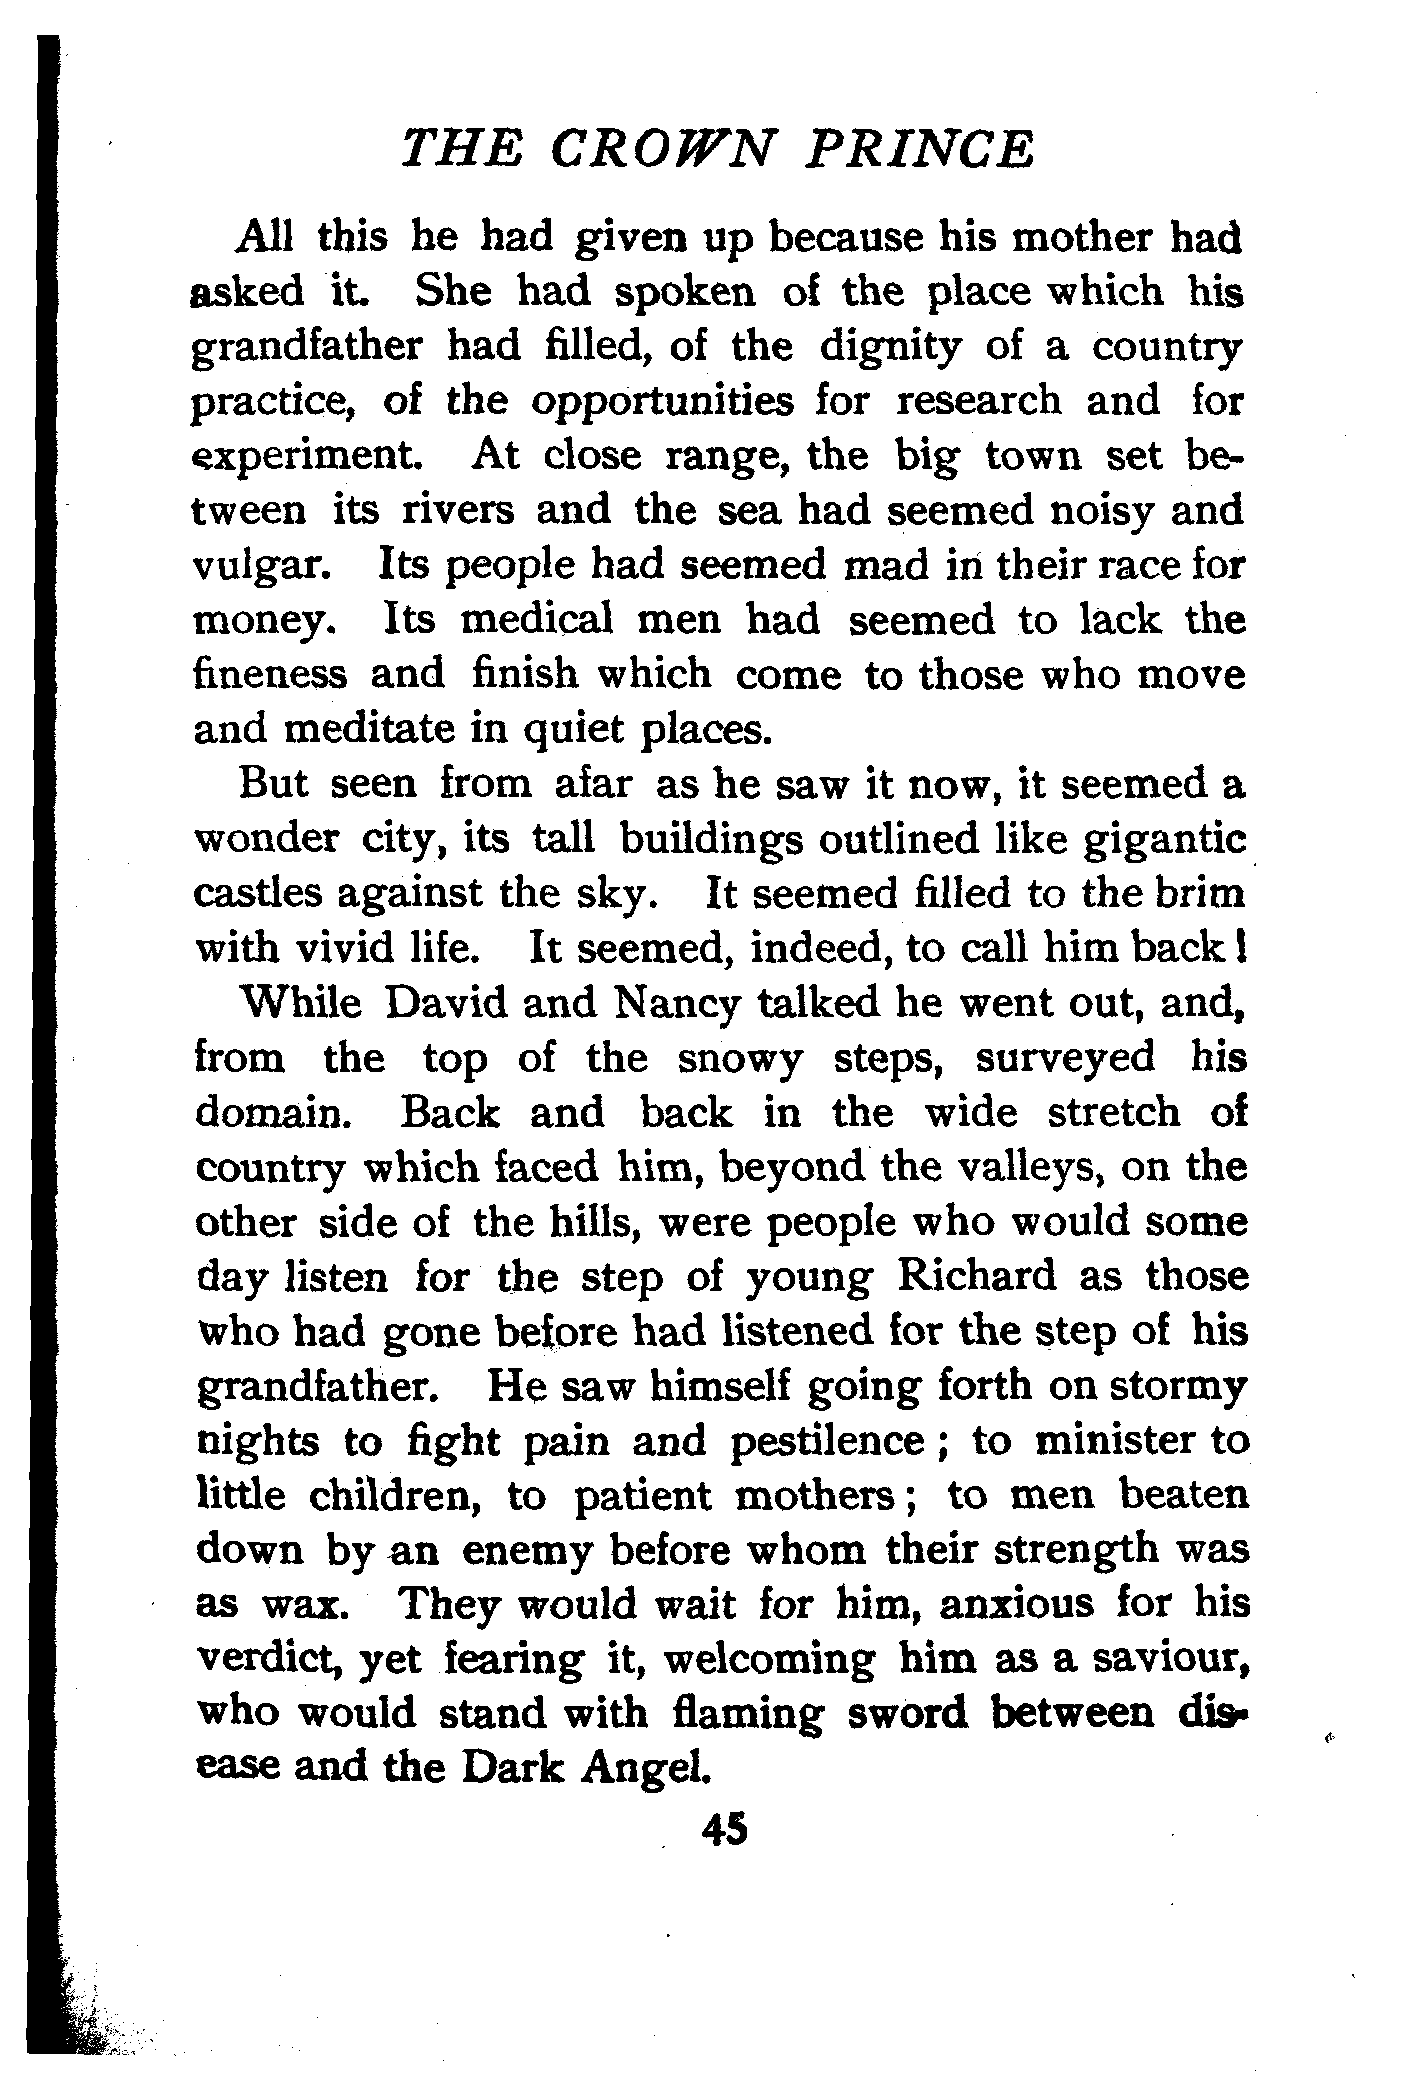 THE CROWN PRINCE
All this he had given up because his mother had
asked it. She had spoken of the place which his
grandfather had filled, of the dignity of a country
practice, of the opportunities for research and for
experiment. At close range, the big town set be-
tween its rivers and the sea had seemed noisy and
vulgar. Its people had seemed mad in their race for
money. Its medical men had seemed to lack the
fineness and finish which come to those who move
and meditate in quiet places.
But seen from afar as he saw it now, it seemed a
wonder city, its tall buildings outlined like gigantic
castles against the sky. It seemed filled to the brim
with vivid life. It seemed, indeed, to call him back!
While David and Nancy talked he went out, and,
from the top of the snowy steps, surveyed his
domain. Back and back in the wide stretch of
country which faced him, beyond the valleys, on the
other side of the hills, were people who would some
day listen for the step of young Richard as those
who had gone before had listened for the step of his
grandfather. He saw himself going forth on stormy
nights to fight pain and pestilence; to minister to
little children, to patient mothers; to men beaten
down by an enemy before whom their strength was
as wax. They would wait for him, anxious for his
verdict, yet fearing it, welcoming him as a saviour,
who would stand with flaming sword between dis-
ease and the Dark Angel.
45